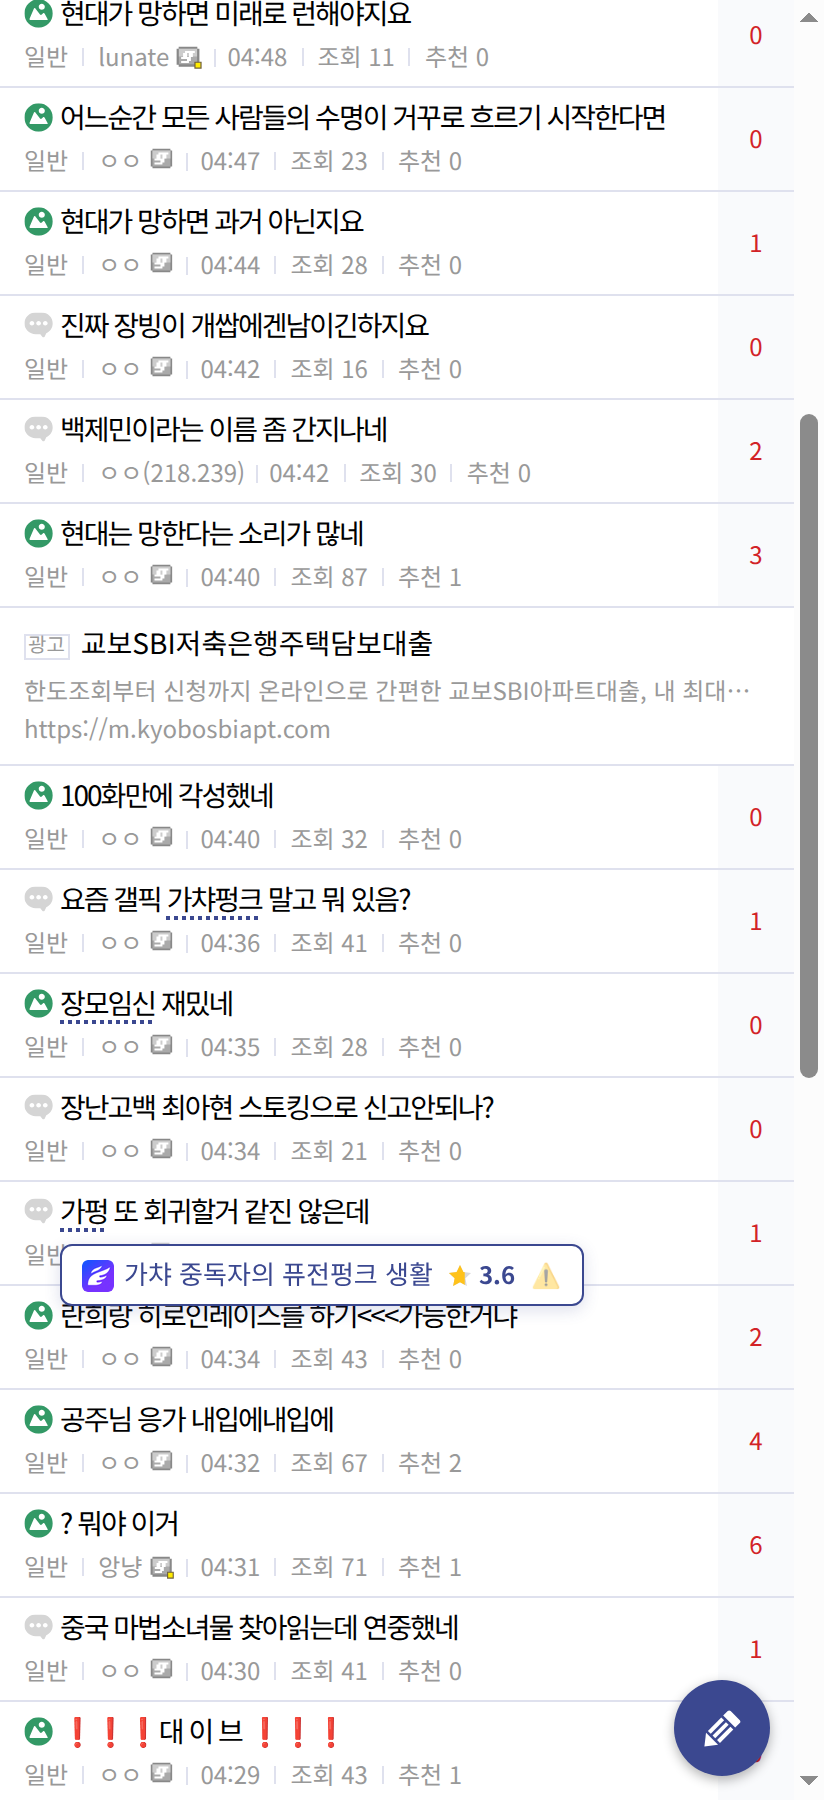 현대가 망하면 미래로 런해야지요
일반 lunate 04:48 조회 11 추천 0
0
어느순간 모든 사람들의 수명이 거꾸로 흐르기 시작한다면
일반 ㅇㅇ 04:47 조회 23 추천 0
0
현대가 망하면 과거 아닌지요
일반 ㅇㅇ 04:44 조회 28 추천 0
1
진짜 장빙이 개쌉에겐남이긴하지요
일반 ㅇㅇ 04:42 조회 16 추천 0
0
백제민이라는 이름 좀 간지나네
일반 ㅇㅇ(218.239) 04:42 조회 30 추천 0
2
현대는 망한다는 소리가 많네
일반 ㅇㅇ 04:40 조회 87 추천 1
3
광고 교보SBI저축은행주택담보대출
한도조회부터 신청까지 온라인으로 간편한 교보SBI아파트대출, 내 최대…
https://m.kyobosbiapt.com
100화만에 각성했네
일반 ㅇㅇ 04:40 조회 32 추천 0
0
요즘 갤픽 가챠펑크 말고 뭐 있음?
일반 ㅇㅇ 04:36 조회 41 추천 0
1
장모임신 재밌네
일반 ㅇㅇ 04:35 조회 28 추천 0
0
장난고백 최아현 스토킹으로 신고안되나?
일반 ㅇㅇ 04:34 조회 21 추천 0
0
가펑 또 회귀할거 같진 않은데
일반
1
가챠 중독자의 퓨전펑크 생활 ⭐ 3.6 ⚠️
란희랑 히로인레이스를 하기<<<가능한거냐
일반 ㅇㅇ 04:34 조회 43 추천 0
2
공주님 응가 내입에내입에
일반 ㅇㅇ 04:32 조회 67 추천 2
4
? 뭐야 이거
일반 앙냥 04:31 조회 71 추천 1
6
중국 마법소녀물 찾아읽는데 연중했네
일반 ㅇㅇ 04:30 조회 41 추천 0
1
❗❗❗대이브❗❗❗
일반 ㅇㅇ 04:29 조회 43 추천 1